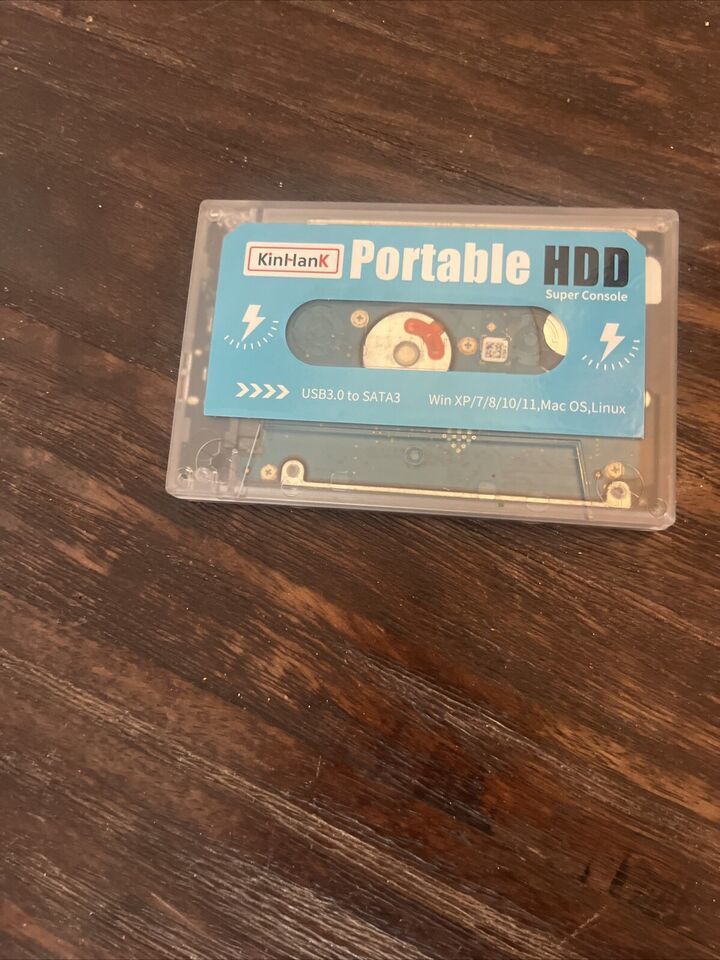 KinHanK Portable HDD
Super Console
USB3.0 to SATA3 Win XP/7/8/10/11,Mac OS,Linux